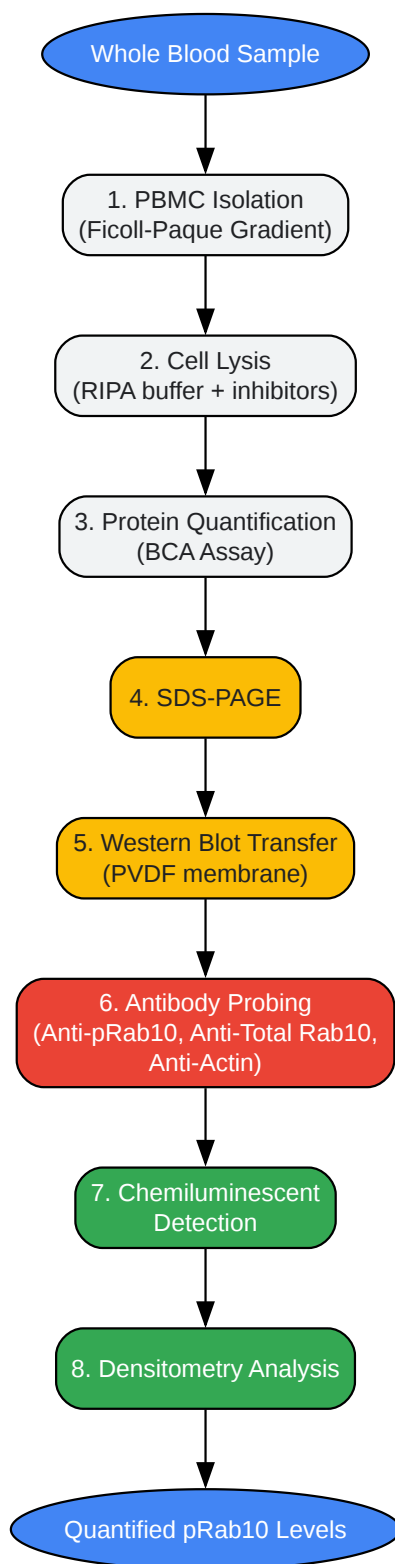 Whole Blood Sample
1. PBMC Isolation
(Ficoll-Paque Gradient)
2. Cell Lysis
(RIPA buffer + inhibitors)
3. Protein Quantification
(BCA Assay)
4. SDS-PAGE
5. Western Blot Transfer
(PVDF membrane)
6. Antibody Probing
(Anti-pRab10, Anti-Total Rab10,
Anti-Actin)
7. Chemiluminescent
Detection
8. Densitometry Analysis
Quantified pRab10 Levels